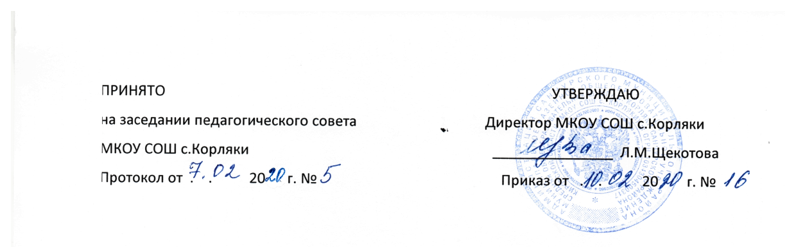 ПРИНЯТО
на заседании педагогического совета
МКОУ СОШ с.Корляки
Протокол от 7.02 2020 г. № 5
УТВЕРЖДАЮ
Директор МКОУ СОШ с.Корляки
Л.М.Щекотова
Приказ от 10.02 2020 г. № 16